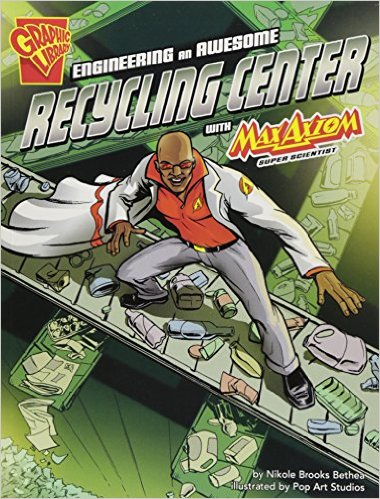 GRAPHIC LIBRARY
ENGINEERING an AWESOME
RECYCLING CENTER
WITH MAX AXIOM
SUPER SCIENTIST
by Nikole Brooks Bethea
illustrated by Pop Art Studios